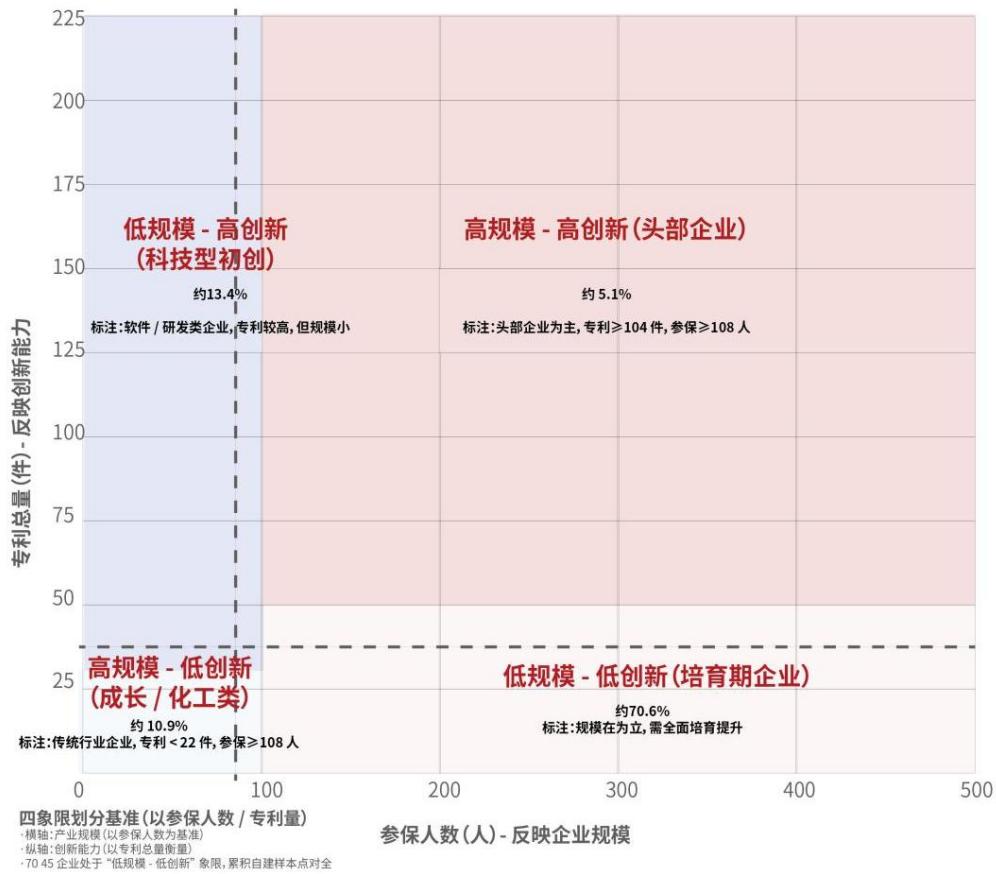 225
200
175
150
125
100
75
50
25
专利总量(件) - 反映创新能力
低规模 - 高创新
(科技型初创)
约13.4%
标注:软件 / 研发类企业,专利较高,但规模小
高规模 - 高创新(头部企业)
约 5.1%
标注:头部企业为主,专利≥104 件,参保≥108 人
高规模 - 低创新
(成长 / 化工类)
约 10.9%
标注:传统行业企业,专利 < 22 件,参保≥108 人
低规模 - 低创新(培育期企业)
约70.6%
标注:规模在为立,需全面培育提升
0
100
200
300
400
500
参保人数(人) - 反映企业规模
四象限划分基准(以参保人数 / 专利量)
·横轴:产业规模(以参保人数为基准)
·纵轴:创新能力(以专利总量衡量)
·70 45 企业处于 “低规模 - 低创新” 象限,累积自建样本点对全